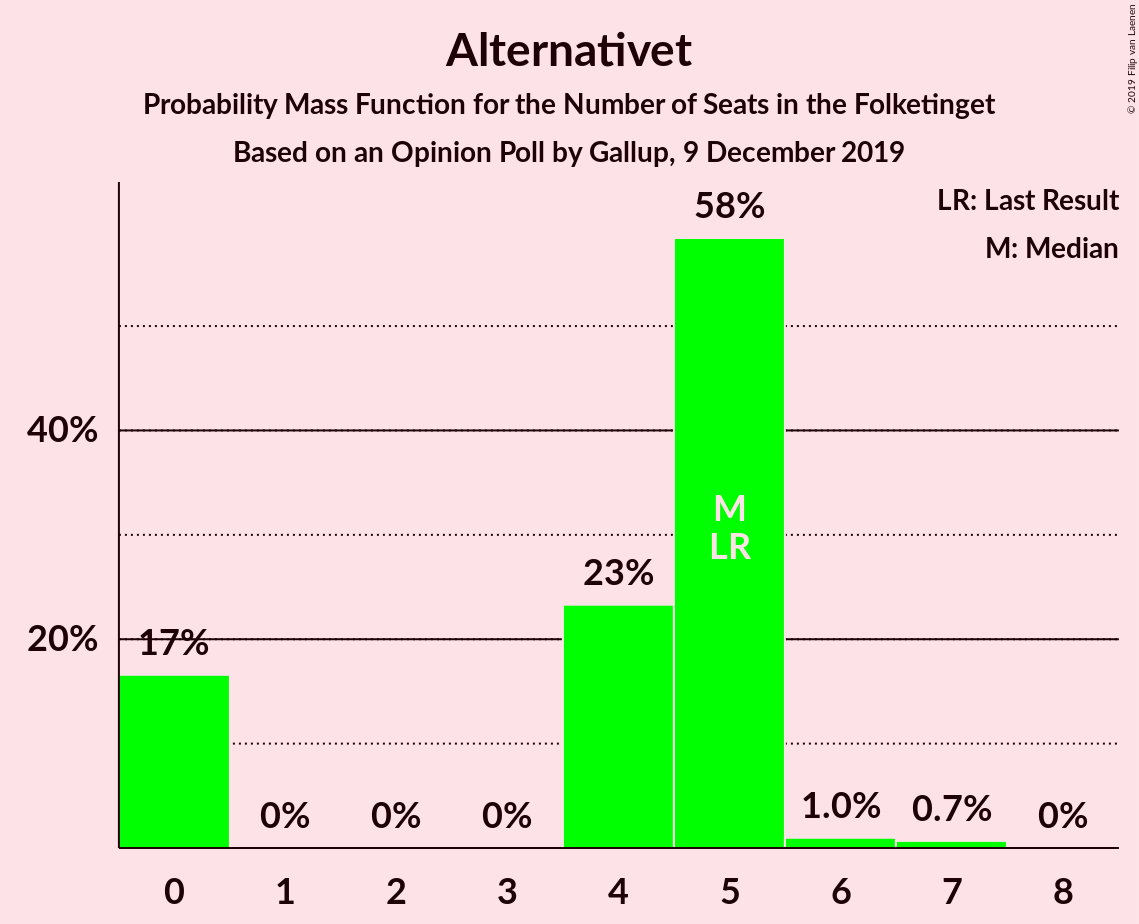 Alternativet
Probability Mass Function for the Number of Seats in the Folketinget
Based on an Opinion Poll by Gallup, 9 December 2019
© 2019 Filip van Laenen
LR: Last Result
M: Median
58%
40%
M
LR
23%
20%
17%
0%
0%
0%
1.0%
0.7%
0%
0
1
2
3
4
5
6
7
8